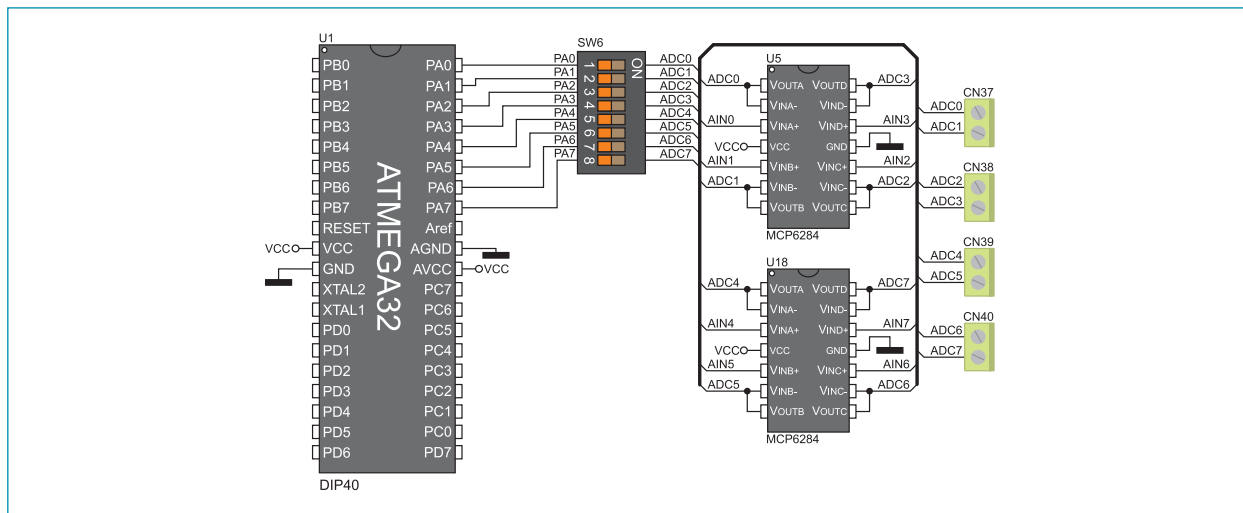 U1
PB0 PA0
PB1 PA1
PB2 PA2
PB3 PA3
PB4 PA4
PB5 PA5
PB6 PA6
PB7 PA7
RESET Aref
VCC VCC AGND
GND AVCC VCC
XTAL2 PC7
XTAL1 PC6
PD0 PC5
PD1 PC4
PD2 PC3
PD3 PC2
PD4 PC1
PD5 PC0
PD6 PD7
ATMEGA32
DIP40
SW6
ON
PA0 1 ADC0
PA1 2 ADC1
PA2 3 ADC2
PA3 4 ADC3
PA4 5 ADC4
PA5 6 ADC5
PA6 7 ADC6
PA7 8 ADC7
U5
ADC0 VOUTA VOUTD ADC3
VINA- VIND-
AIN0 VINA+ VIND+ AIN3
VCC VCC GND
AIN1 VINB+ VINC+ AIN2
ADC1 VINB- VINC- ADC2
VOUTB VOUTC
MCP6284
U18
ADC4 VOUTA VOUTD ADC7
VINA- VIND-
AIN4 VINA+ VIND+ AIN7
VCC VCC GND
AIN5 VINB+ VINC+ AIN6
ADC5 VINB- VINC- ADC6
VOUTB VOUTC
MCP6284
CN37
ADC0
ADC1
CN38
ADC2
ADC3
CN39
ADC4
ADC5
CN40
ADC6
ADC7